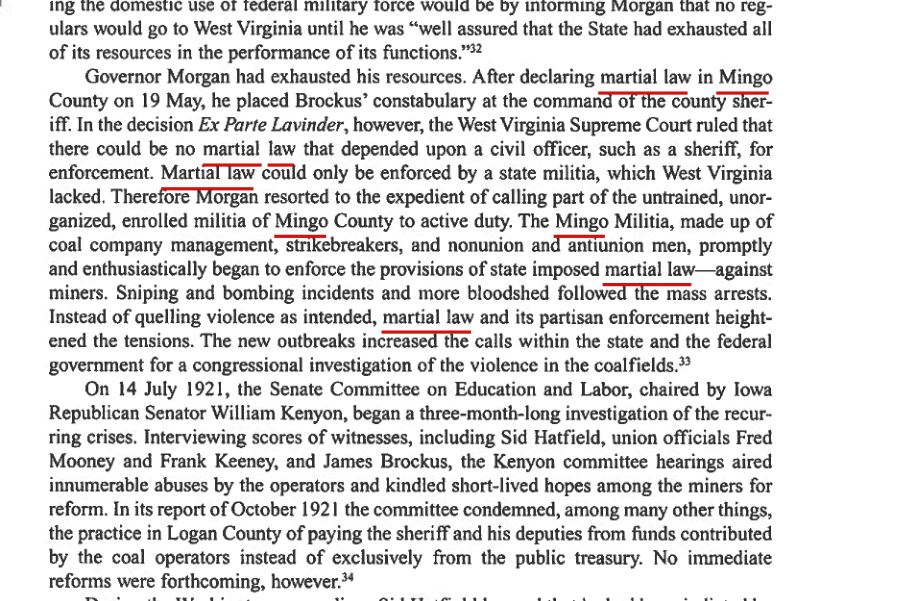 ing the domestic use of federal military force would be by informing Morgan that no reg-
ulars would go to West Virginia until he was “well assured that the State had exhausted all
of its resources in the performance of its functions.”32
Governor Morgan had exhausted his resources. After declaring martial law in Mingo
County on 19 May, he placed Brockus’ constabulary at the command of the county sher-
iff. In the decision Ex Parte Lavinder, however, the West Virginia Supreme Court ruled that
there could be no martial law that depended upon a civil officer, such as a sheriff, for
enforcement. Martial law could only be enforced by a state militia, which West Virginia
lacked. Therefore Morgan resorted to the expedient of calling part of the untrained, unor-
ganized, enrolled militia of Mingo County to active duty. The Mingo Militia, made up of
coal company management, strikebreakers, and nonunion and antiunion men, promptly
and enthusiastically began to enforce the provisions of state imposed martial law—against
miners. Sniping and bombing incidents and more bloodshed followed the mass arrests.
Instead of quelling violence as intended, martial law and its partisan enforcement height-
ened the tensions. The new outbreaks increased the calls within the state and the federal
government for a congressional investigation of the violence in the coalfields.33
On 14 July 1921, the Senate Committee on Education and Labor, chaired by Iowa
Republican Senator William Kenyon, began a three-month-long investigation of the recur-
ring crises. Interviewing scores of witnesses, including Sid Hatfield, union officials Fred
Mooney and Frank Keeney, and James Brockus, the Kenyon committee hearings aired
innumerable abuses by the operators and kindled short-lived hopes among the miners for
reform. In its report of October 1921 the committee condemned, among many other things,
the practice in Logan County of paying the sheriff and his deputies from funds contributed
by the coal operators instead of exclusively from the public treasury. No immediate
reforms were forthcoming, however.34